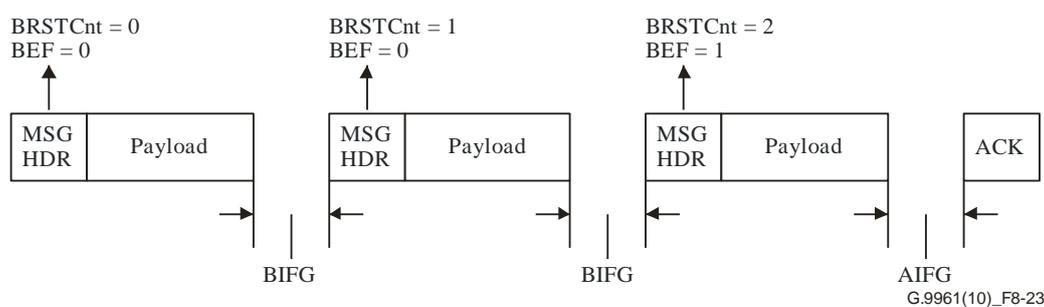 BRSTCnt = 0
BEF = 0
BRSTCnt = 1
BEF = 0
BRSTCnt = 2
BEF = 1
MSG
HDR
Payload
MSG
HDR
Payload
MSG
HDR
Payload
ACK
BIFG
BIFG
AIFG
G.9961(10)_F8-23